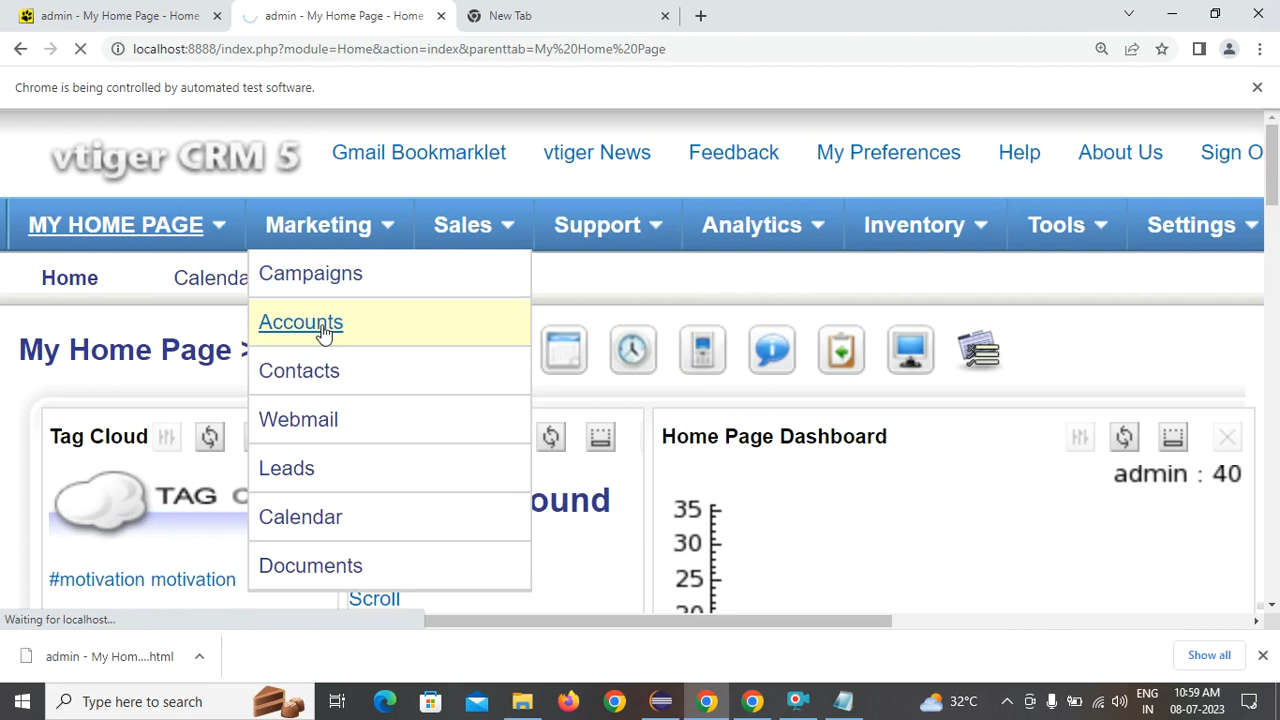 admin - My Home Page - Home
admin - My Home Page - Home
New Tab
localhost:8888/index.php?module=Home&action=index&parenttab=My%20Home%20Page
Chrome is being controlled by automated test software.
vtiger CRM 5
Gmail Bookmarklet
vtiger News
Feedback
My Preferences
Help
About Us
Sign O
MY HOME PAGE
Marketing
Sales
Support
Analytics
Inventory
Tools
Settings
Home
Calenda
Campaigns
Accounts
Contacts
Webmail
Leads
Calendar
Documents
My Home Page >
Tag Cloud
Home Page Dashboard
admin : 40
TAG C
ound
35
30
25
20
#motivation motivation
Scroll
Waiting for localhost...
admin - My Hom....html
Show all
Type here to search
32°C
ENG
IN
10:59 AM
08-07-2023